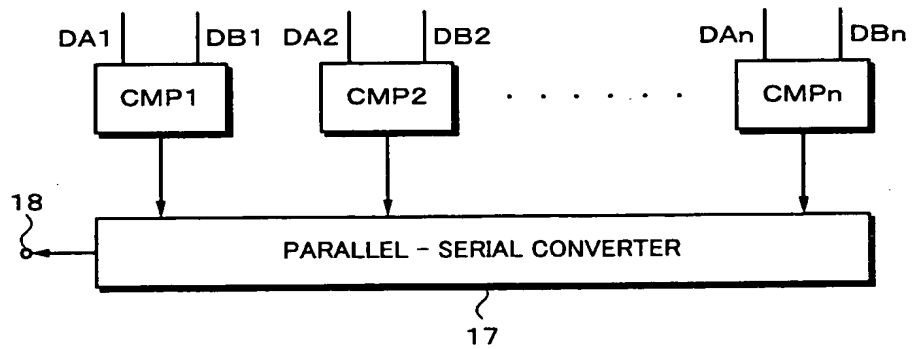 DA1 DB1 DA2 DB2 DAn DBn
CMP1 CMP2 · · · · · · CMPn
18
PARALLEL - SERIAL CONVERTER
17